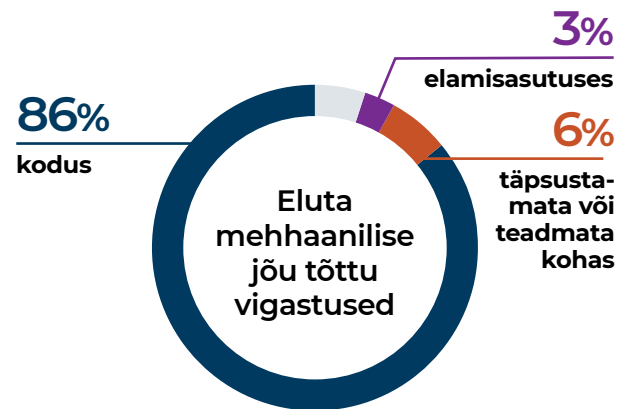 3%
elamisasutuses
86%
kodus
6%
täpsusta-
mata või
teadmata
kohas
Eluta
mehhaanilise
jõu tõttu
vigastused